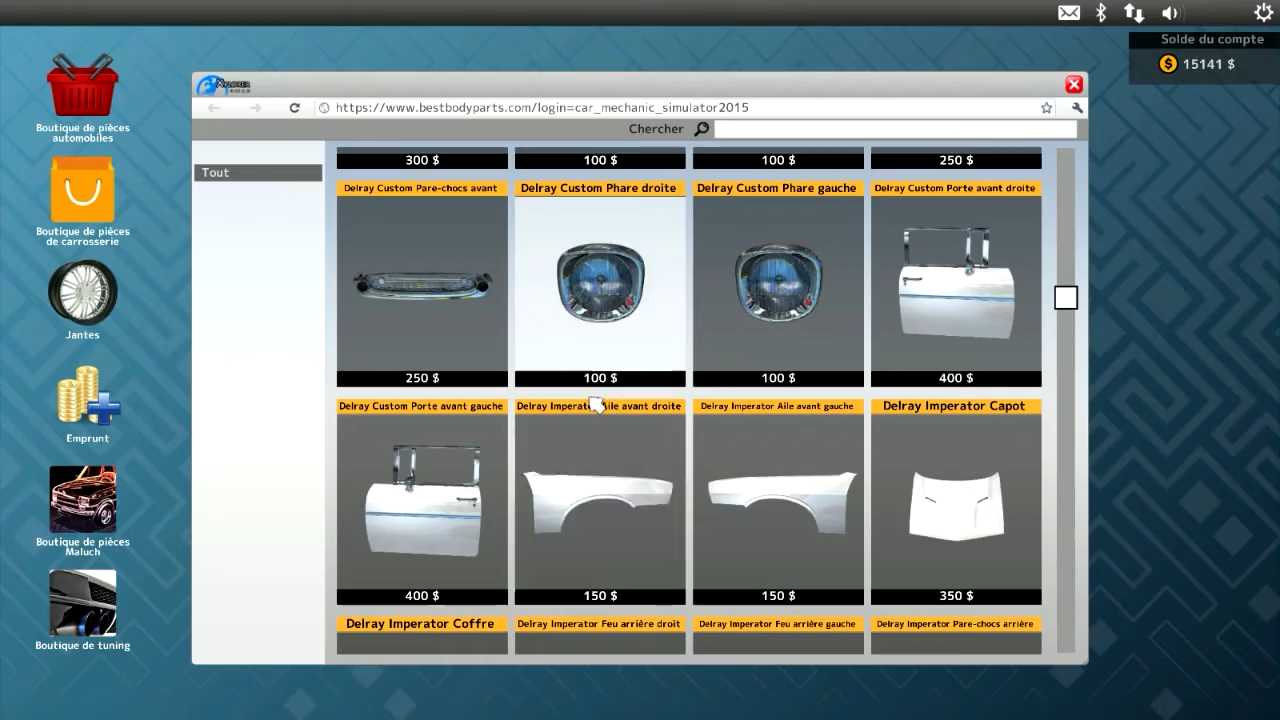 Solde du compte
15141 $
https://www.bestbodyparts.com/login=car_mechanic_simulator2015
Chercher
Tout
Boutique de pièces
automobiles
Boutique de pièces
de carrosserie
Jantes
Emprunt
Boutique de pièces
Maluch
Boutique de tuning
300 $ 100 $ 100 $ 250 $
Delray Custom Pare-chocs avant Delray Custom Phare droite Delray Custom Phare gauche Delray Custom Porte avant droite
250 $ 100 $ 100 $ 400 $
Delray Custom Porte avant gauche Delray Imperator Aile avant droite Delray Imperator Aile avant gauche Delray Imperator Capot
400 $ 150 $ 150 $ 350 $
Delray Imperator Coffre Delray Imperator Feu arrière droit Delray Imperator Feu arrière gauche Delray Imperator Pare-chocs arrière